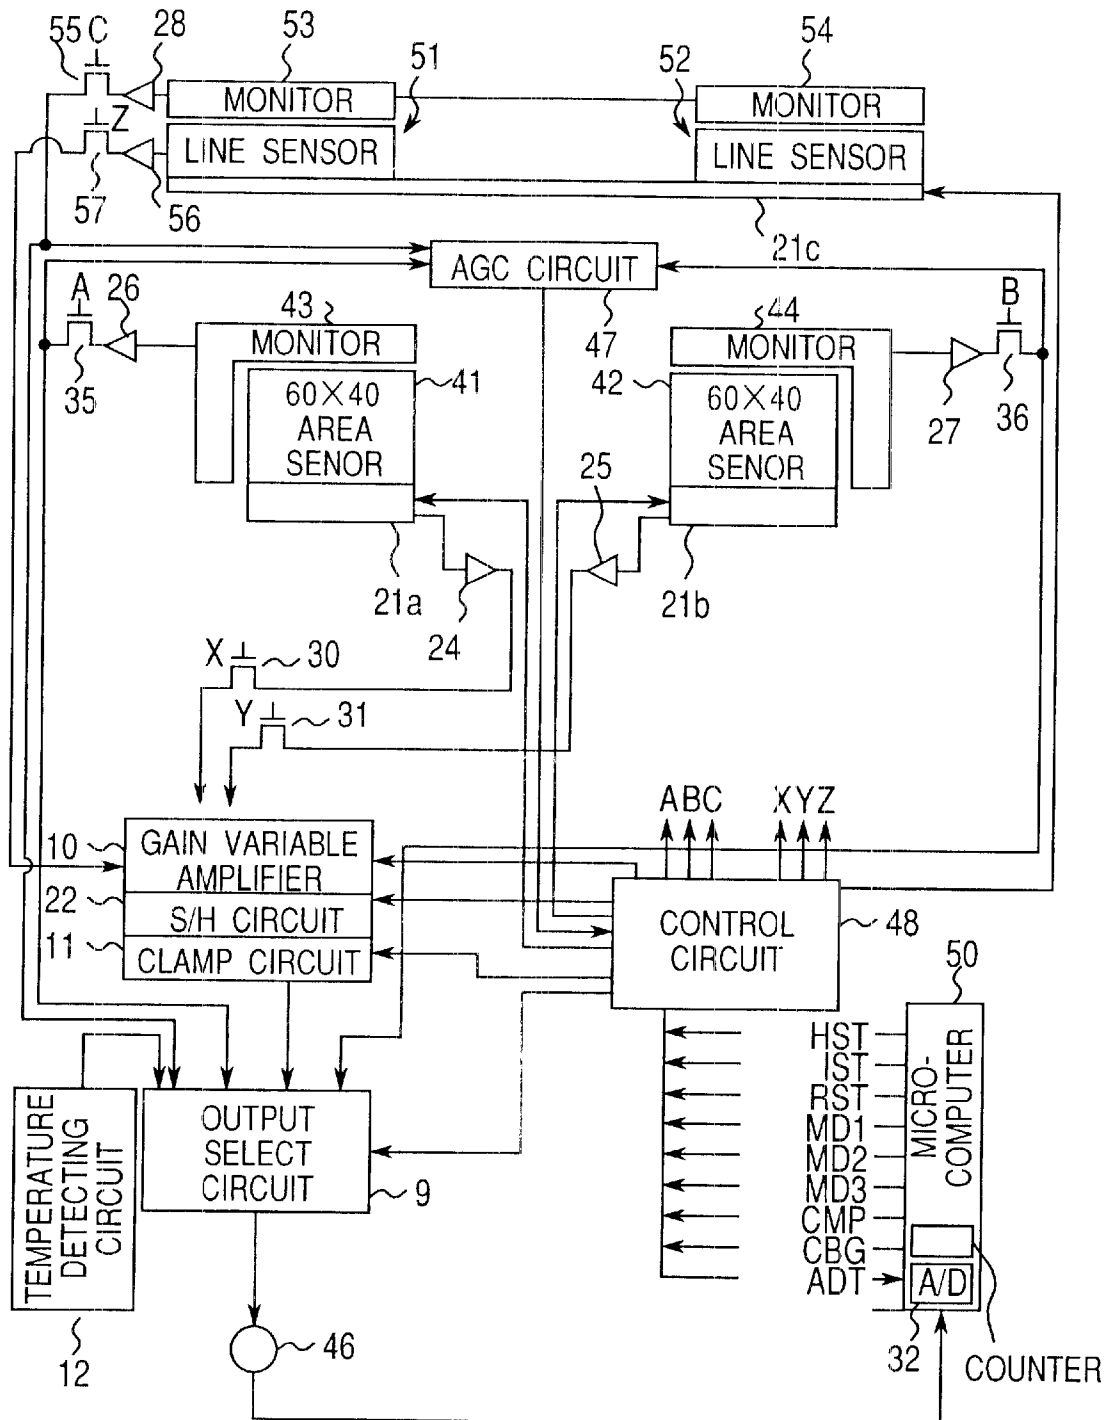 55 C 28 53 54
51 52
MONITOR MONITOR
Z
LINE SENSOR LINE SENSOR
57 56
21c
AGC CIRCUIT
A 26 43 44 B
MONITOR 47 MONITOR
35 41 42 27 36
60×40 AREA SENOR
60×40 AREA SENOR
25
21a 24 21b
X 30
Y 31
ABC XYZ
10 GAIN VARIABLE AMPLIFIER
22 S/H CIRCUIT
11 CLAMP CIRCUIT
CONTROL CIRCUIT 48
50
MICRO-COMPUTER
HST
IST
RST
MD1
MD2
MD3
CMP
CBG
ADT
A/D
TEMPERATURE DETECTING CIRCUIT
OUTPUT SELECT CIRCUIT 9
12 46 32 COUNTER